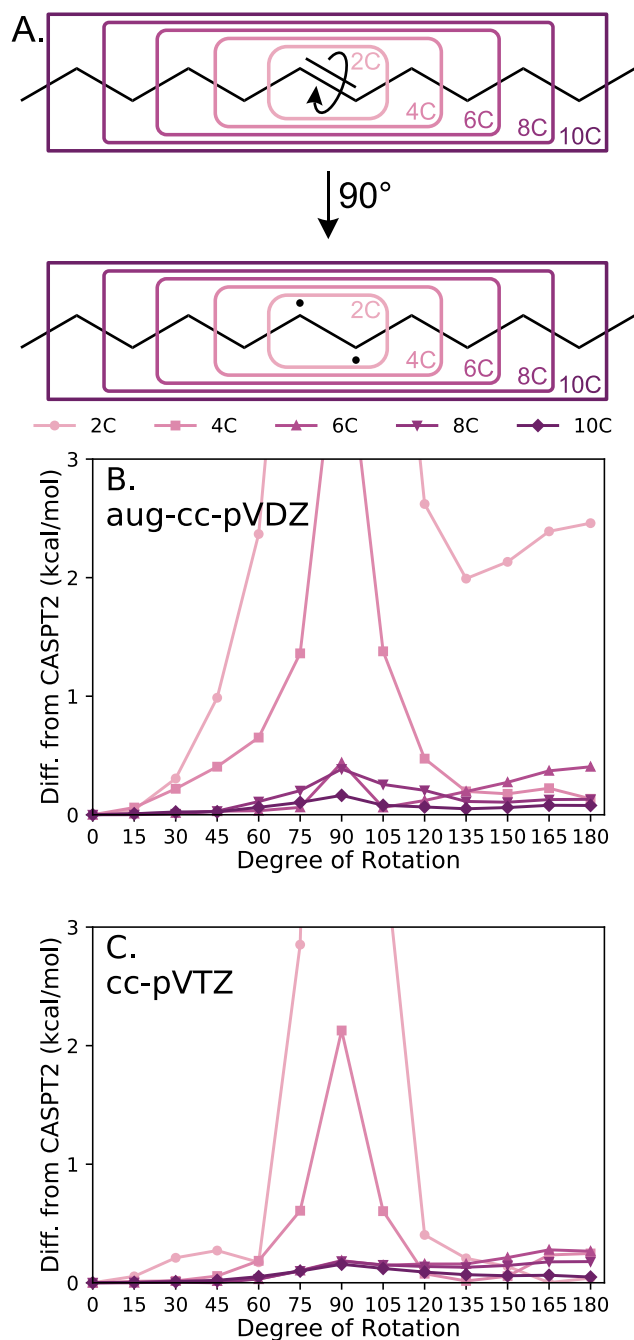 A.
2C
4C
6C
8C
10C
90°
2C
4C
6C
8C
10C
2C 4C 6C 8C 10C
B.
aug-cc-pVDZ
Diff. from CASPT2 (kcal/mol)
3
2
1
0
0 15 30 45 60 75 90 105 120 135 150 165 180
Degree of Rotation
C.
cc-pVTZ
Diff. from CASPT2 (kcal/mol)
3
2
1
0
0 15 30 45 60 75 90 105 120 135 150 165 180
Degree of Rotation